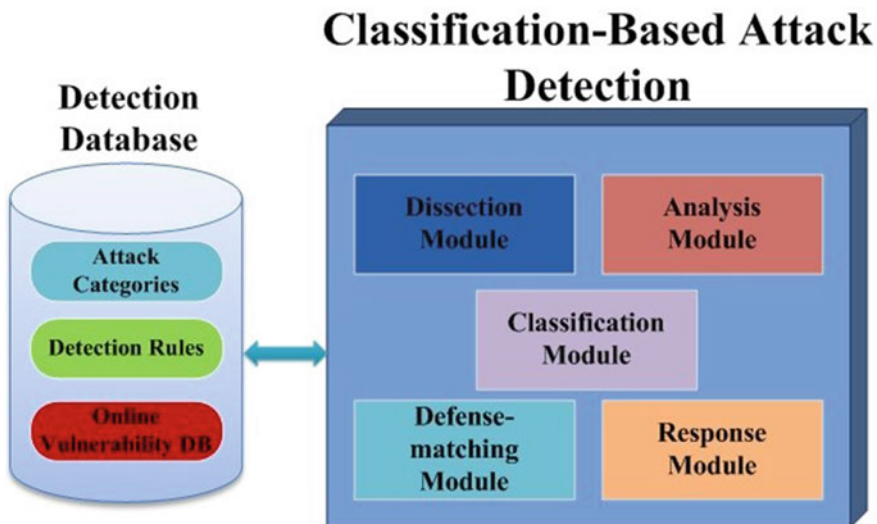 Classification-Based Attack
Detection
Detection
Database
Attack
Categories
Detection Rules
Online
Vulnerability DB
Dissection
Module
Analysis
Module
Classification
Module
Defense-
matching
Module
Response
Module